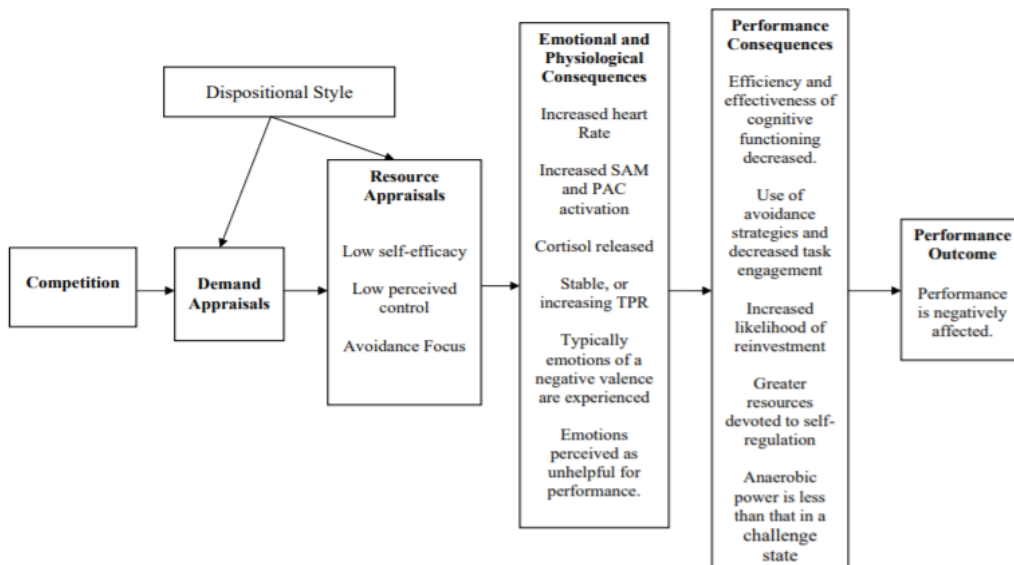 Dispositional Style
Competition
Demand
Appraisals
Resource
Appraisals
Low self-efficacy
Low perceived
control
Avoidance Focus
Emotional and
Physiological
Consequences
Increased heart
Rate
Increased SAM
and PAC
activation
Cortisol released
Stable, or
increasing TPR
Typically
emotions of a
negative valence
are experienced
Emotions
perceived as
unhelpful for
performance.
Performance
Consequences
Efficiency and
effectiveness of
cognitive
functioning
decreased.
Use of
avoidance
strategies and
decreased task
engagement
Increased
likelihood of
reinvestment
Greater
resources
devoted to self-
regulation
Anaerobic
power is less
than that in a
challenge
state
Performance
Outcome
Performance
is negatively
affected.